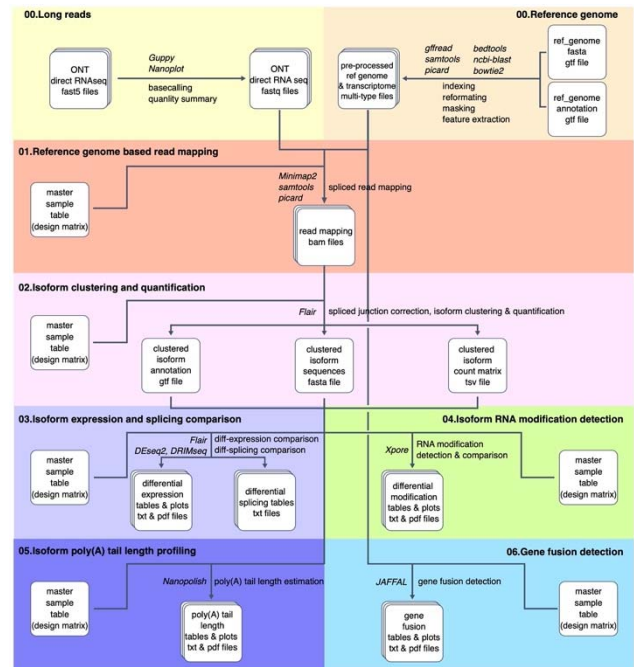 00.Long reads
ONT
direct RNAseq
fast5 files
Guppy
Nanoplot
basecalling
quanlity summary
ONT
direct RNA seq
fastq files
00.Reference genome
pre-processed
ref genome
& transcriptome
multi-type files
gffread bedtools
samtools ncbi-blast
picard bowtie2
indexing
reformating
masking
feature extraction
ref_genome
fasta
gtf file
ref_genome
annotation
gtf file
01.Reference genome based read mapping
master
sample
table
(design matrix)
Minimap2
samtools
picard
spliced read mapping
read mapping
bam files
02.Isoform clustering and quantification
master
sample
table
(design matrix)
Flair
spliced junction correction, isoform clustering & quantification
clustered
isoform
annotation
gtf file
clustered
isoform
sequences
fasta file
clustered
isoform
count matrix
tsv file
03.Isoform expression and splicing comparison
master
sample
table
(design matrix)
Flair
DEseq2, DRIMseq
diff-expression comparison
diff-splicing comparison
differential
expression
tables & plots
txt & pdf files
differential
splicing tables
txt files
04.Isoform RNA modification detection
Xpore
RNA modification
detection & comparison
differential
modification
tables & plots
txt & pdf files
master
sample
table
(design matrix)
05.Isoform poly(A) tail length profiling
master
sample
table
(design matrix)
Nanopolish
poly(A) tail length estimation
poly(A) tail
length
tables & plots
txt & pdf files
06.Gene fusion detection
JAFFAL
gene fusion detection
gene
fusion
tables & plots
txt & pdf files
master
sample
table
(design matrix)